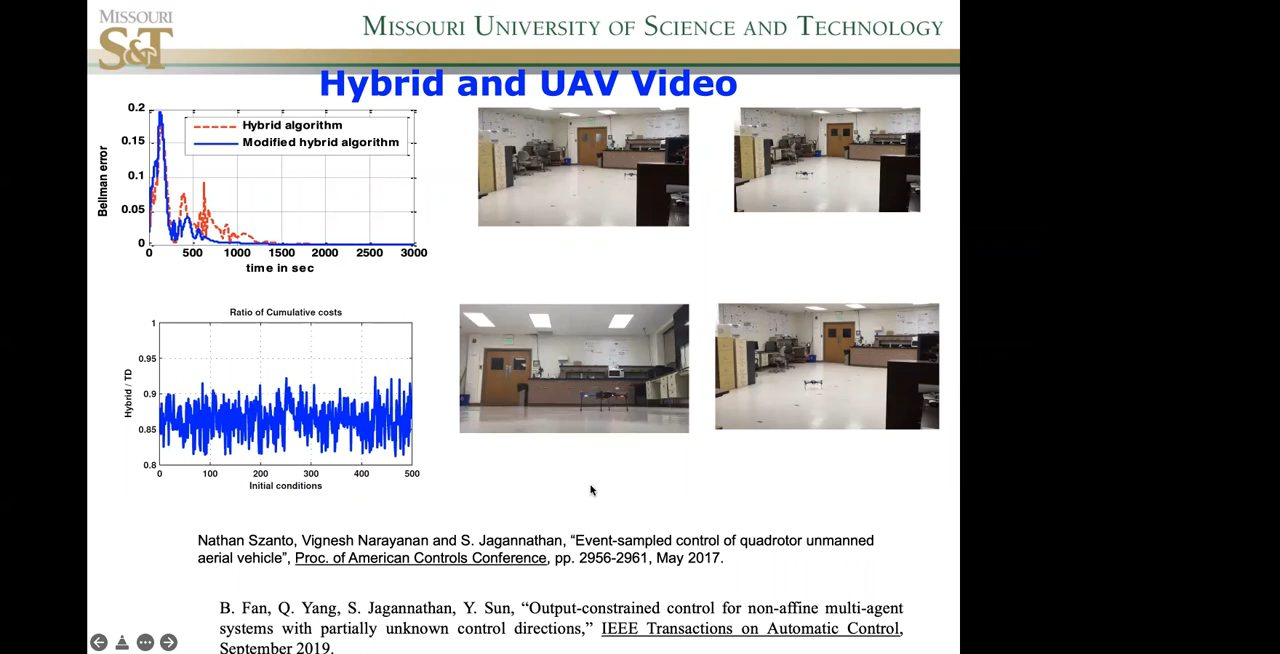 MISSOURI
S&T
MISSOURI UNIVERSITY OF SCIENCE AND TECHNOLOGY
Hybrid and UAV Video
0.2
0.15
0.1
0.05
0
Bellman error
Hybrid algorithm
Modified hybrid algorithm
0 500 1000 1500 2000 2500 3000
time in sec
Ratio of Cumulative costs
1
0.95
0.9
0.85
0.8
Hybrid / TD
0 100 200 300 400 500
Initial conditions
Nathan Szanto, Vignesh Narayanan and S. Jagannathan, “Event-sampled control of quadrotor unmanned
aerial vehicle”, Proc. of American Controls Conference, pp. 2956-2961, May 2017.
B. Fan, Q. Yang, S. Jagannathan, Y. Sun, “Output-constrained control for non-affine multi-agent
systems with partially unknown control directions,” IEEE Transactions on Automatic Control,
September 2019.